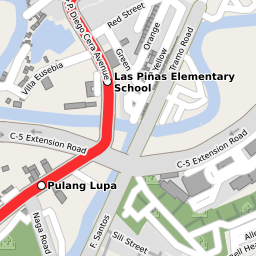 P. Diego Cera Avenue
Red Street
Orange
Green
Yellow
Tramo Road
Villa Eusebia
Las Piñas Elementary
School
C-5 Extension Road
C-5 Extension Road
Pulang Lupa
Naga Road
F. Santos
Sili Street